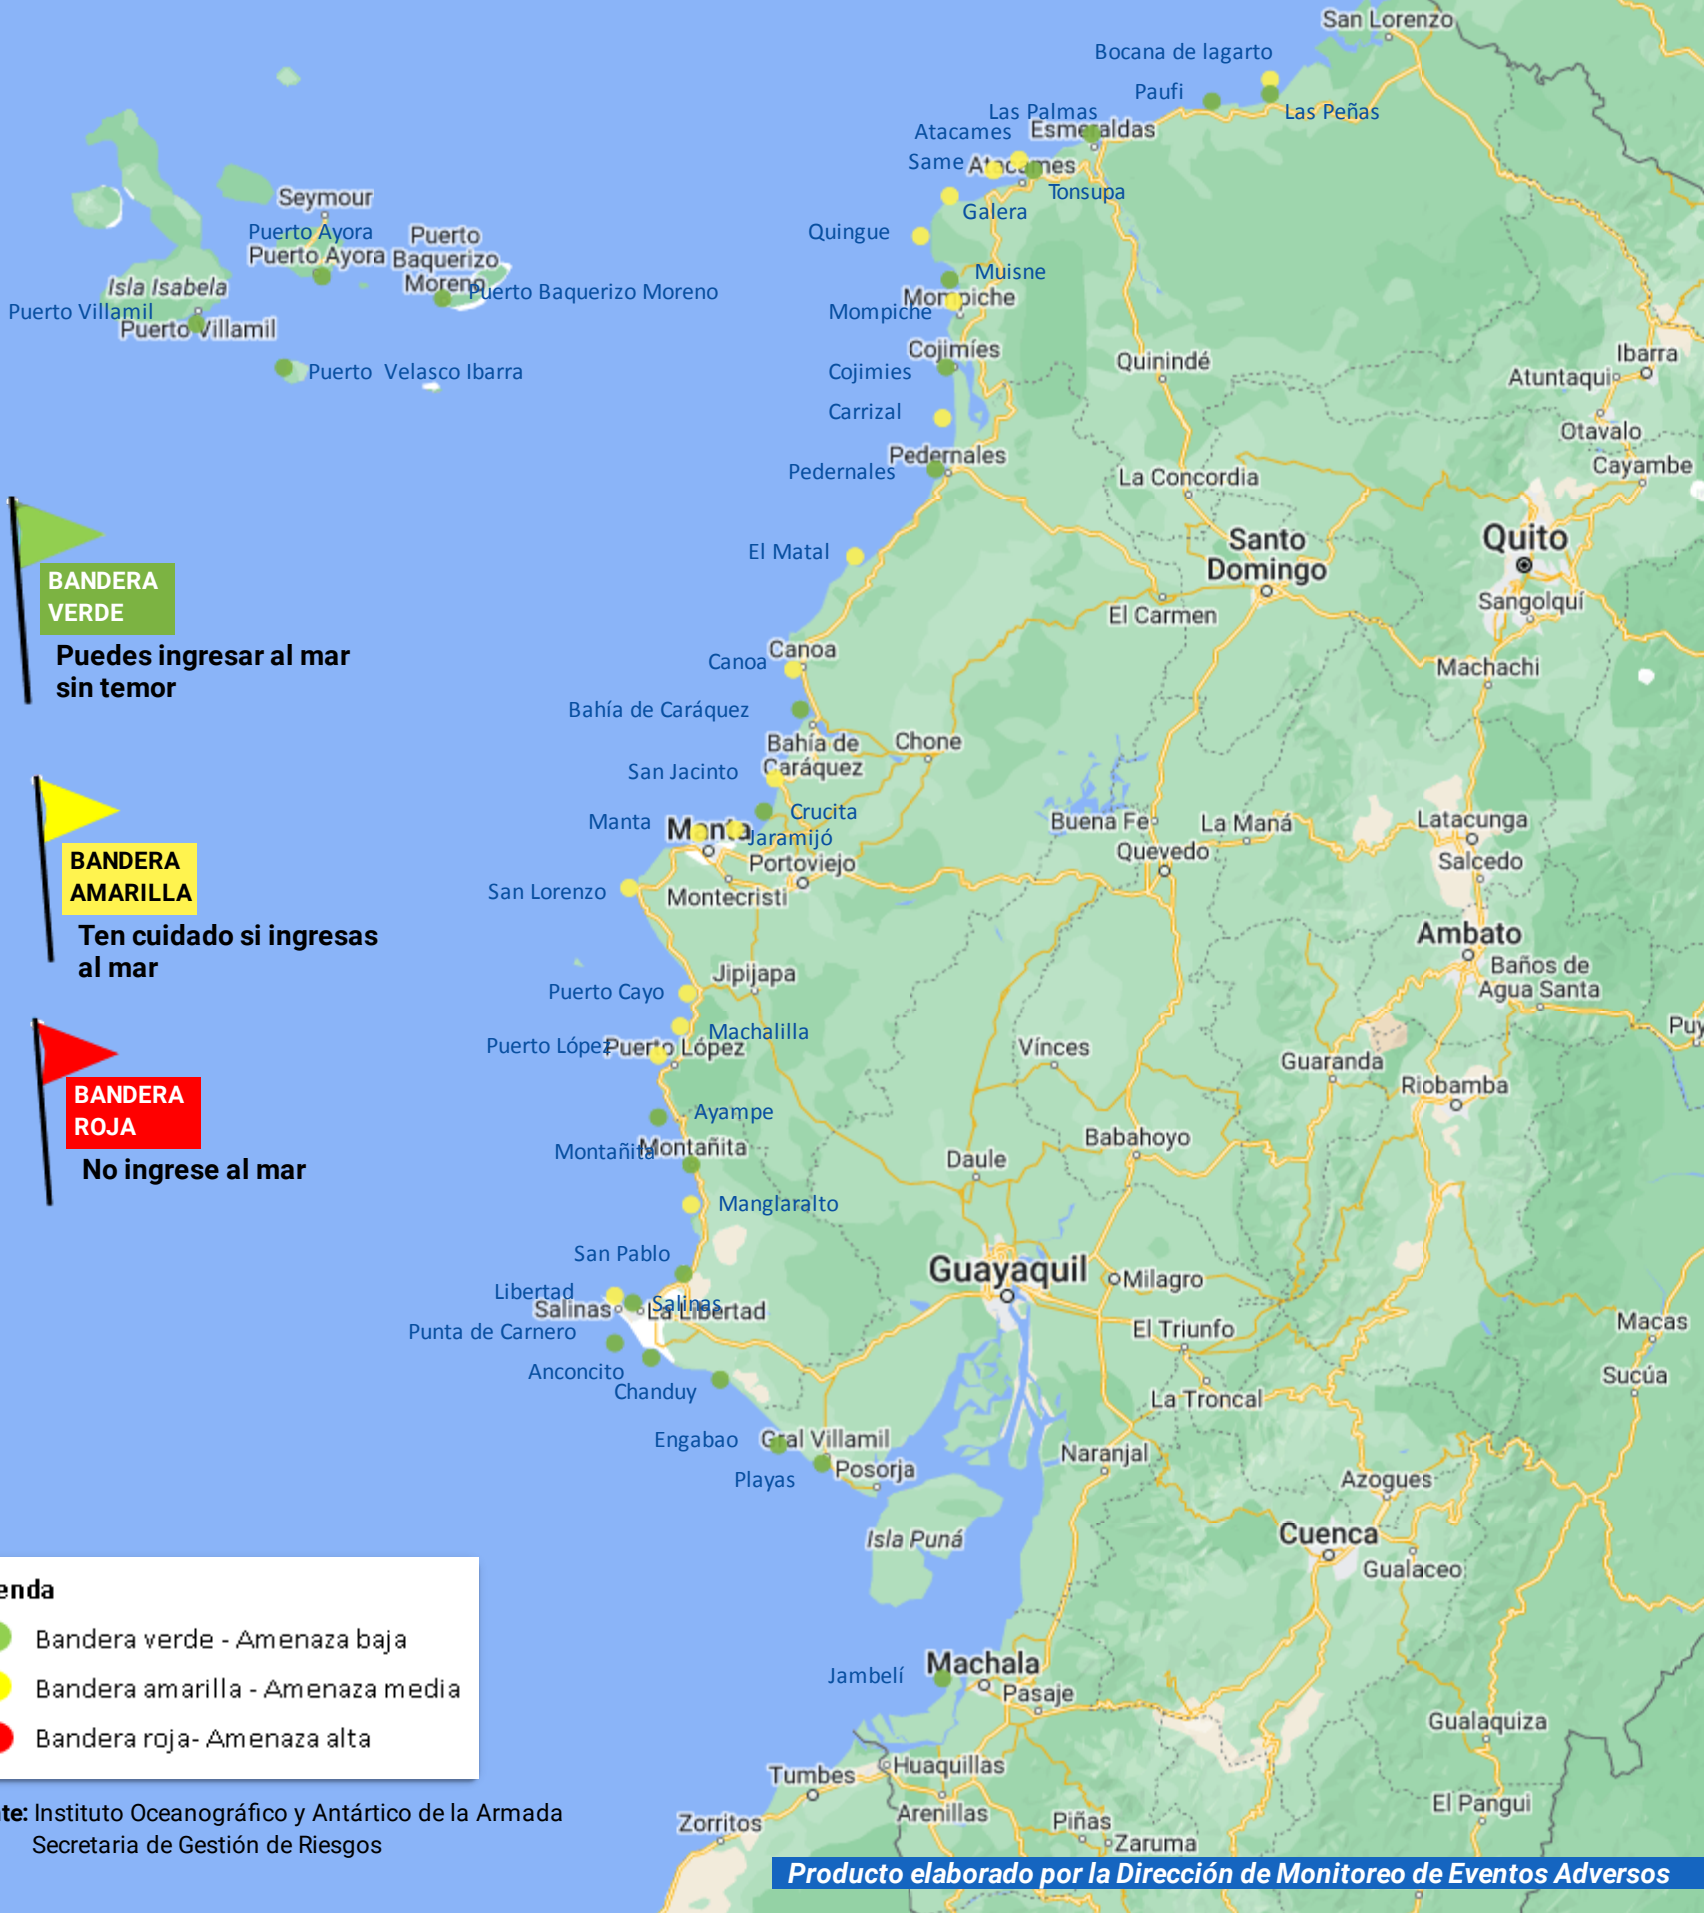 San Lorenzo
Bocana de lagarto
Paufi
Las Peñas
Las Palmas
Atacames
Esmeraldas
Same
Atacames
Tonsupa
Galera
Quingue
Muisne
Mompiche
Mompiche
Cojimíes
Cojimies
Carrizal
Pedernales
Pedernales
El Matal
Canoa
Canoa
Bahía de Caráquez
Bahía de
Caráquez
San Jacinto
Crucita
Manta
Manta
Jaramijó
Portoviejo
Montecristi
San Lorenzo
Jipijapa
Puerto Cayo
Machalilla
Puerto López
Puerto López
Ayampe
Montañita
Montañita
Manglaralto
San Pablo
Libertad
Salinas
Salinas
La Libertad
Punta de Carnero
Anconcito
Chanduy
Engabao
Gral Villamil
Playas
Posorja
Isla Puná
Jambelí
Machala
Pasaje
Huaquillas
Tumbes
Zorritos
Arenillas
Piñas
Zaruma
Seymour
Puerto Ayora
Puerto Ayora
Puerto
Baquerizo
Moreno
Puerto Baquerizo Moreno
Isla Isabela
Puerto Villamil
Puerto Villamil
Puerto Velasco Ibarra
Quinindé
Ibarra
Atuntaqui
Otavalo
Cayambe
La Concordia
Santo
Domingo
Quito
Sangolquí
El Carmen
Machachi
Chone
Buena Fe
La Maná
Latacunga
Quevedo
Salcedo
Ambato
Baños de
Agua Santa
Puy
Vínces
Guaranda
Riobamba
Babahoyo
Daule
Guayaquil
Milagro
El Triunfo
Macas
Sucúa
La Troncal
Naranjal
Azogues
Cuenca
Gualaceo
Gualaquiza
El Pangui
BANDERA
VERDE
Puedes ingresar al mar
sin temor
BANDERA
AMARILLA
Ten cuidado si ingresas
al mar
BANDERA
ROJA
No ingrese al mar
enda
Bandera verde - Amenaza baja
Bandera amarilla - Amenaza media
Bandera roja- Amenaza alta
te: Instituto Oceanográfico y Antártico de la Armada
Secretaria de Gestión de Riesgos
Producto elaborado por la Dirección de Monitoreo de Eventos Adversos